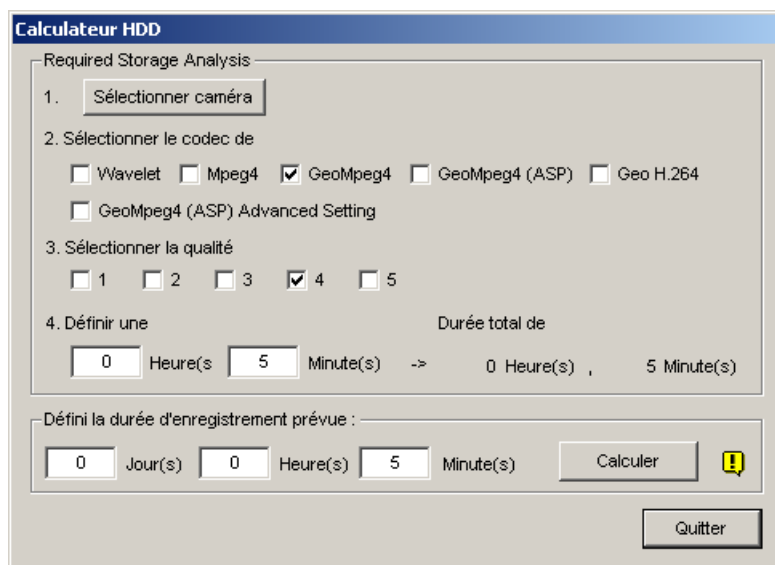 Calculateur HDD
Required Storage Analysis
1. Sélectionner caméra
2. Sélectionner le codec de
Wavelet Mpeg4 GeoMpeg4 GeoMpeg4 (ASP) Geo H.264
GeoMpeg4 (ASP) Advanced Setting
3. Sélectionner la qualité
1 2 3 4 5
4. Définir une Durée total de
0 Heure(s 5 Minute(s) -> 0 Heure(s) , 5 Minute(s)
Défini la durée d'enregistrement prévue :
0 Jour(s) 0 Heure(s) 5 Minute(s) Calculer !
Quitter